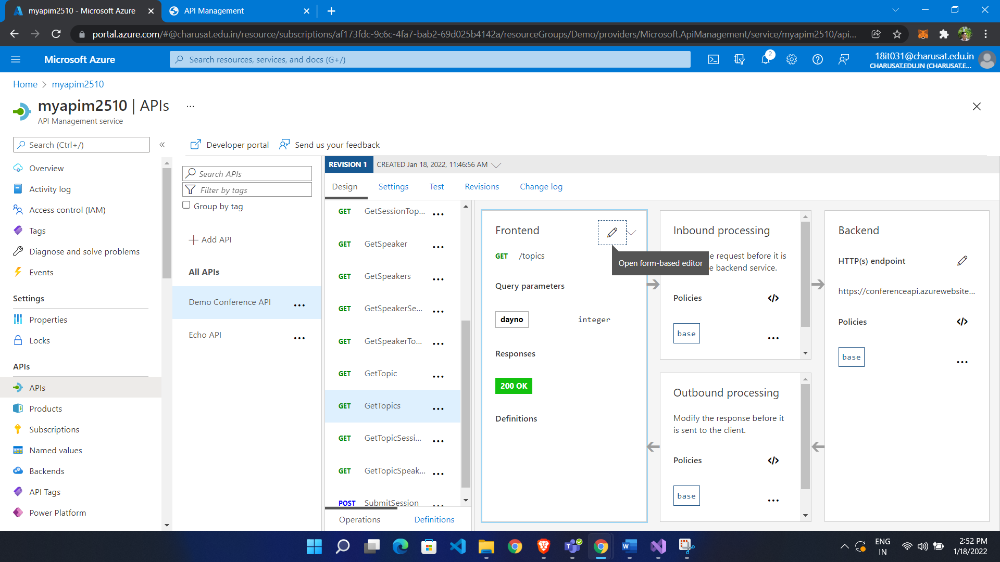 myapim2510 - Microsoft Azure
API Management
portal.azure.com/#@charusat.edu.in/resource/subscriptions/af173fdc-9c6c-4fa7-bab2-69d025b4142a/resourceGroups/Demo/providers/Microsoft.ApiManagement/service/myapim2510/api...
Microsoft Azure
Search resources, services, and docs (G+/)
2
18it031@charusat.edu.in
CHARUSAT.EDU.IN (CHARUSAT.E...
Home > myapim2510
myapim2510 | APIs ...
API Management service
Search (Ctrl+/)
«
Overview
Activity log
Access control (IAM)
Tags
Diagnose and solve problems
Events
Settings
Properties
Locks
APIs
APIs
Products
Subscriptions
Named values
Backends
API Tags
Power Platform
Developer portal
Send us your feedback
Search APIs
Filter by tags
Group by tag
+ Add API
All APIs
Demo Conference API ...
Echo API ...
REVISION 1 CREATED Jan 18, 2022, 11:46:56 AM
Design Settings Test Revisions Change log
GET GetSessionTop... ...
GET GetSpeaker ...
GET GetSpeakers ...
GET GetSpeakerSe... ...
GET GetSpeakerTo... ...
GET GetTopic ...
GET GetTopics ...
GET GetTopicSessi... ...
GET GetTopicSpeak... ...
POST SubmitSession ...
Operations Definitions
Frontend
GET /topics
Open form-based editor
Query parameters
dayno integer
Responses
200 OK
Definitions
Inbound processing
e request before it is
e backend service.
Policies </>
base ...
Outbound processing
Modify the response before it
is sent to the client.
Policies </>
base ...
Backend
HTTP(s) endpoint
https://conferenceapi.azurewebsite...
Policies </>
base ...
ENG
IN
2:52 PM
1/18/2022